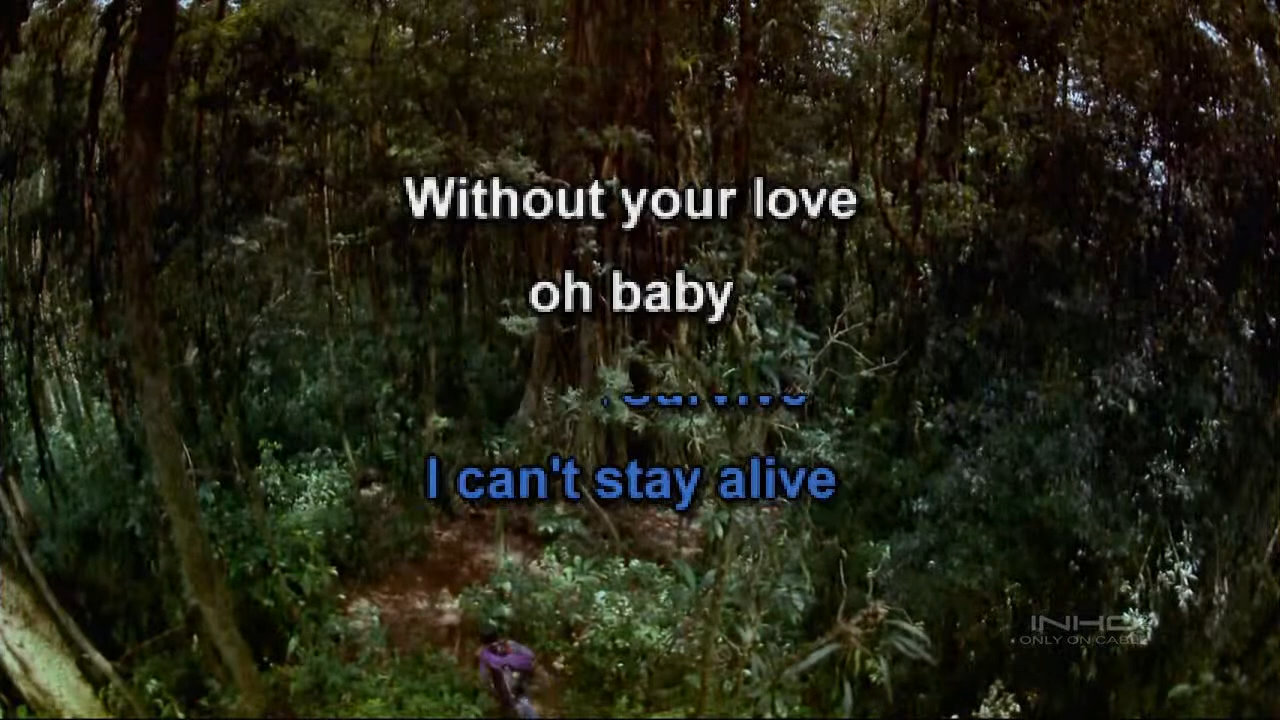 Without your love
oh baby
I can't stay alive
INHD
ONLY ON CABLE